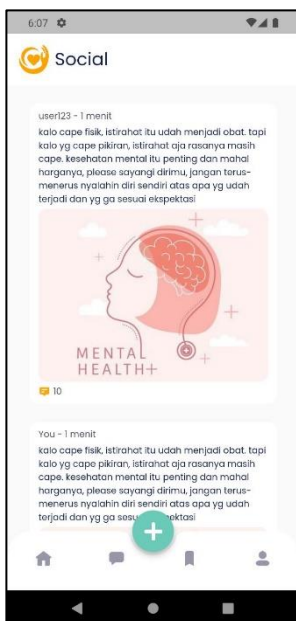 6:07
Social
user123 - 1 menit
kalo cape fisik, istirahat itu udah menjadi obat. tapi
kalo yg cape pikiran, istirahat aja rasanya masih
cape. kesehatan mental itu penting dan mahal
harganya, please sayangi dirimu, jangan terus-
menerus nyalahin diri sendiri atas apa yg udah
terjadi dan yg ga sesuai ekspektasi
MENTAL
HEALTH+
10
You - 1 menit
kalo cape fisik, istirahat itu udah menjadi obat. tapi
kalo yg cape pikiran, istirahat aja rasanya masih
cape. kesehatan mental itu penting dan mahal
harganya, please sayangi dirimu, jangan terus-
menerus nyalahin diri sendiri atas apa yg udah
terjadi dan yg ga sesu ektasi